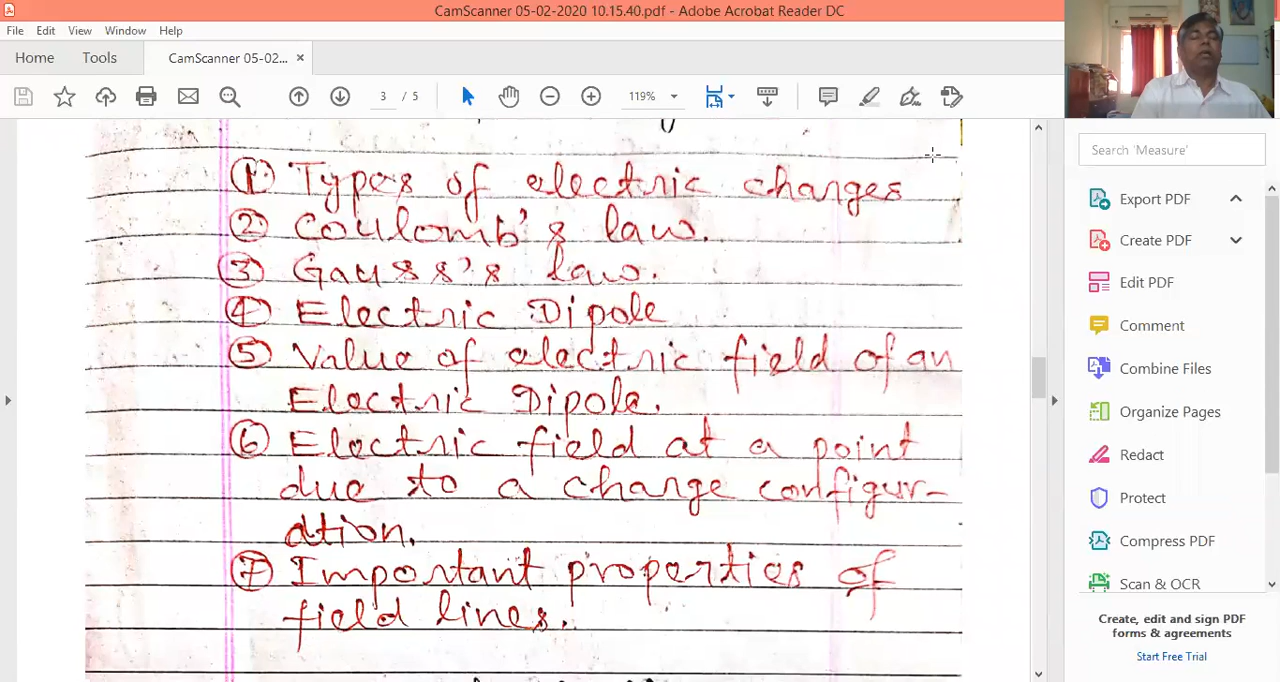 CamScanner 05-02-2020 10.15.40.pdf - Adobe Acrobat Reader DC
File Edit View Window Help
Home Tools CamScanner 05-02... ×
3 / 5 119%
Search 'Measure'
Export PDF
Create PDF
Edit PDF
Comment
Combine Files
Organize Pages
Redact
Protect
Compress PDF
Scan & OCR
Create, edit and sign PDF
forms & agreements
Start Free Trial
① Types of electric charges
② Coulomb's law.
③ Gauss's law.
④ Electric Dipole
⑤ Value of electric field of an
Electric Dipole.
⑥ Electric field at a point
due to a charge configur-
ation.
⑦ Important properties of
field lines.